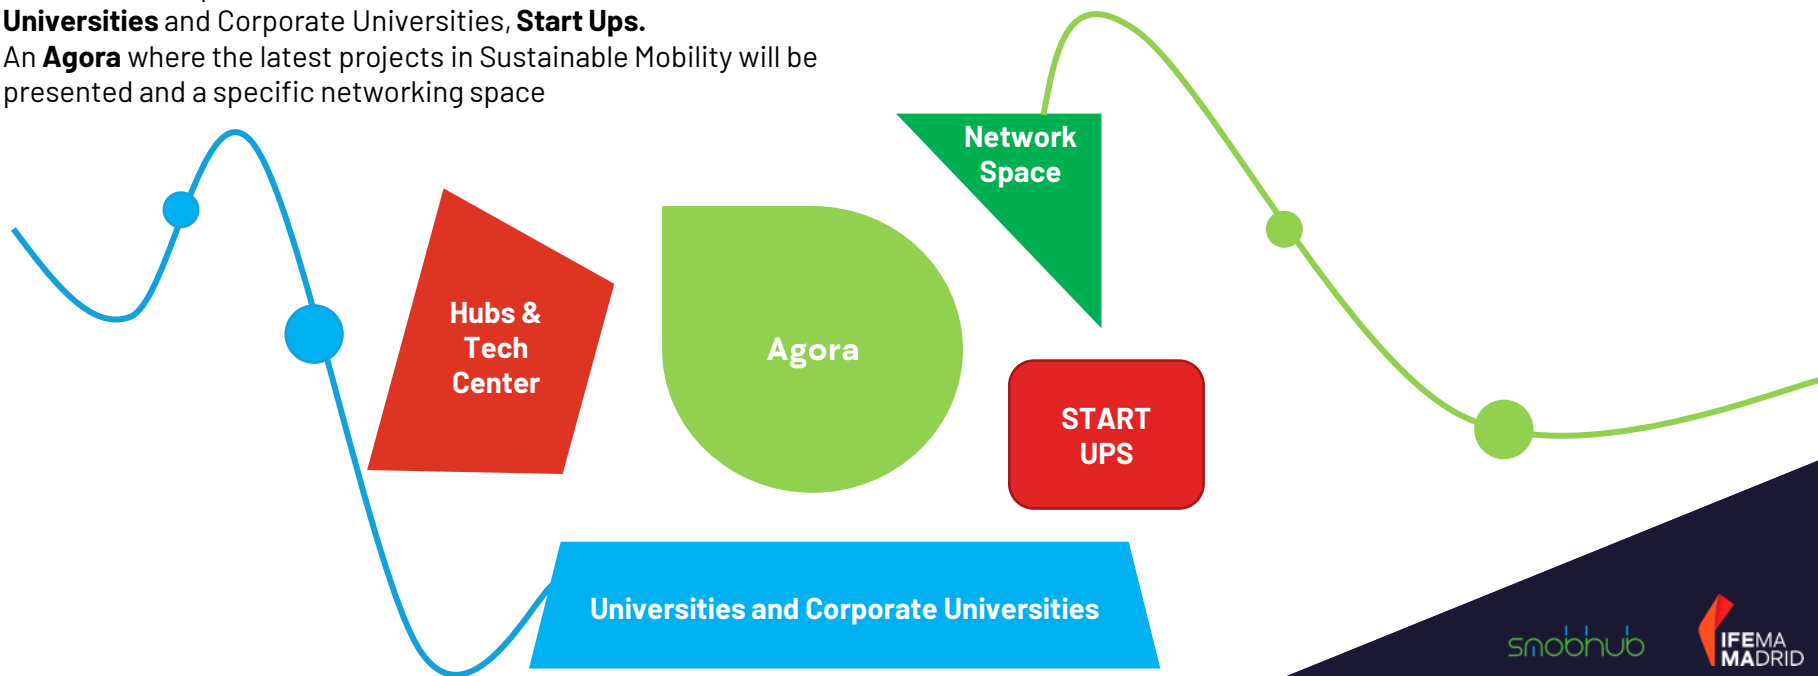 Universities and Corporate Universities, Start Ups.
An Agora where the latest projects in Sustainable Mobility will be
presented and a specific networking space
Network
Space
Hubs &
Tech
Center
Agora
START
UPS
Universities and Corporate Universities
smobhub
IFEMA
MADRID